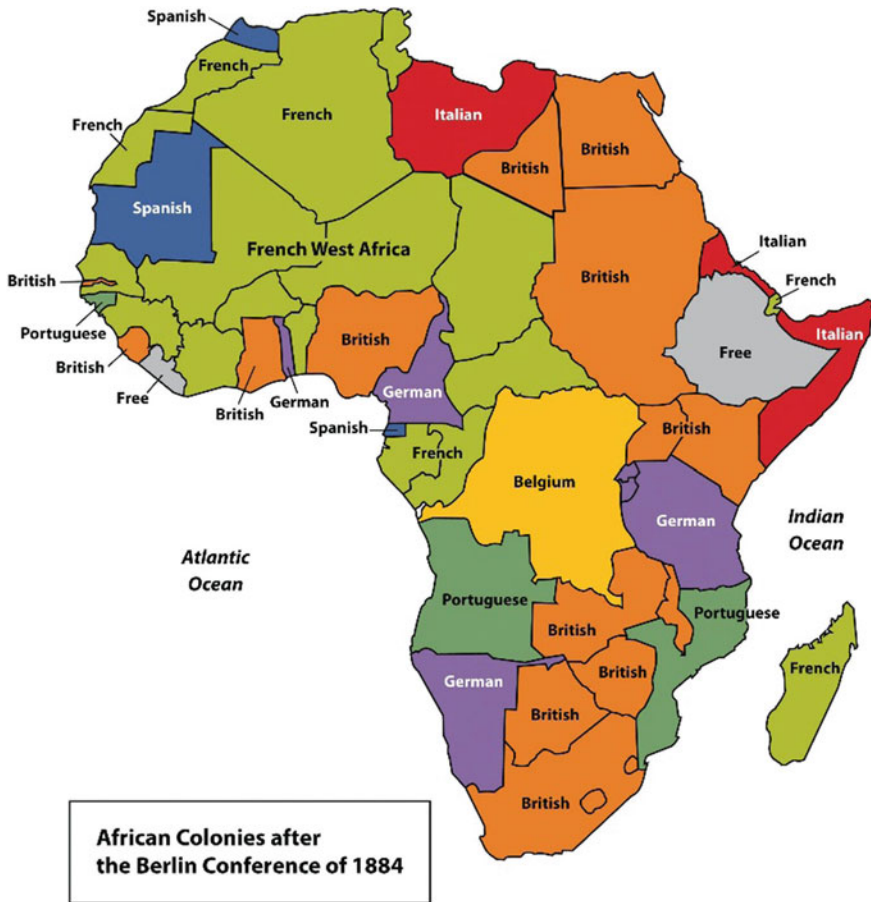 Spanish
French
French
French
Italian
British
British
Spanish
French West Africa
British
Italian
French
British
Portuguese
British
Free
British
German
British
German
Free
Italian
Spanish
French
British
Belgium
German
Indian
Ocean
Atlantic
Ocean
Portuguese
British
Portuguese
French
German
British
British
British
African Colonies after
the Berlin Conference of 1884